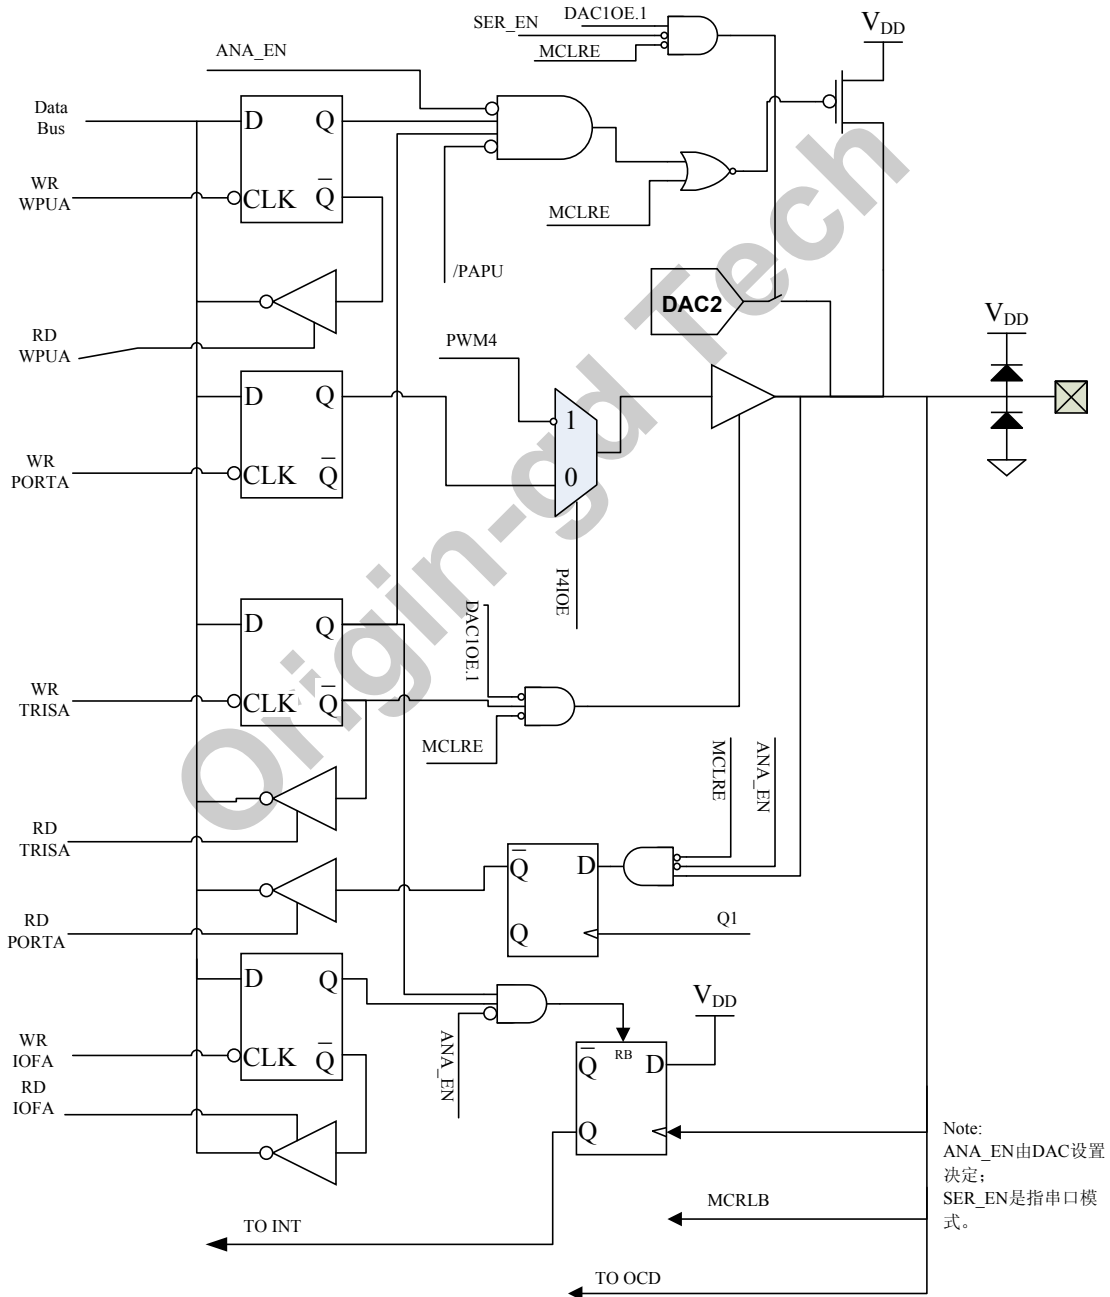 DAC1OE.1
SER_EN
MCLRE
VDD
ANA_EN
Data
Bus
D
Q
WR
WPUA
CLK
Q
MCLRE
/PAPU
DAC2
RD
WPUA
PWM4
VDD
D
Q
1
WR
PORTA
CLK
Q
0
P4IOE
D
Q
DAC1OE.1
WR
TRISA
CLK
Q
MCLRE
MCLRE
ANA_EN
RD
TRISA
Q
D
RD
PORTA
Q
Q1
D
Q
VDD
ANA_EN
WR
IOFA
CLK
Q
Q
RB
D
RD
IOFA
Q
Note:
ANA_EN由DAC设置
决定；
SER_EN是指串口模
式。
MCRLB
TO INT
TO OCD
Origin-gd Tech